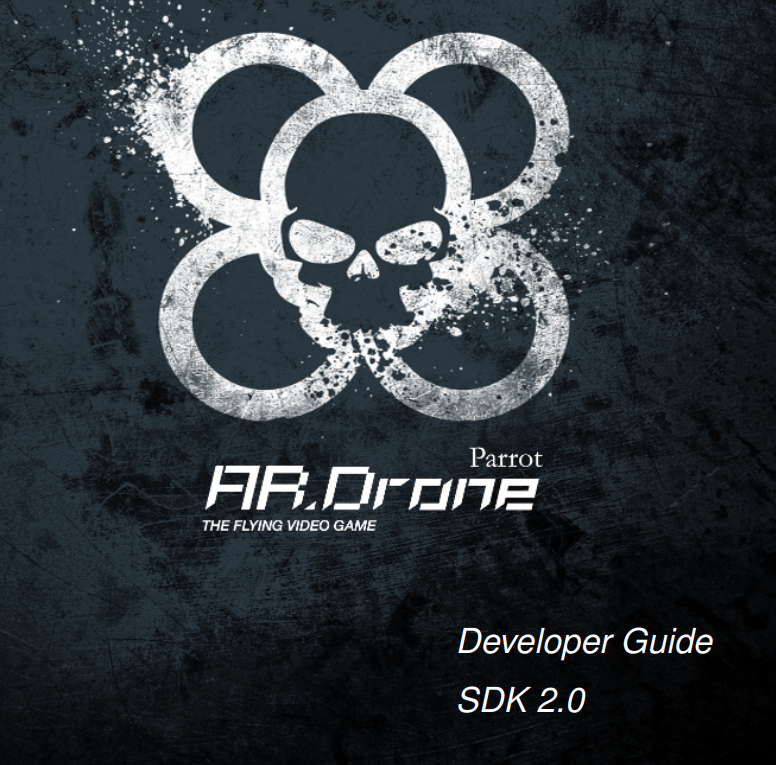 Parrot
AR.Drone
THE FLYING VIDEO GAME
Developer Guide
SDK 2.0